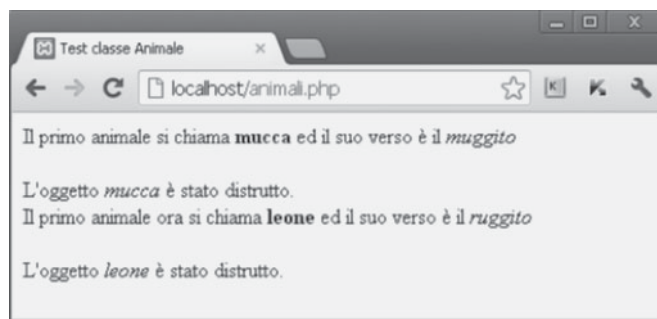 Test classe Animale
localhost/animali.php
Il primo animale si chiama mucca ed il suo verso è il muggito
L'oggetto mucca è stato distrutto.
Il primo animale ora si chiama leone ed il suo verso è il ruggito
L'oggetto leone è stato distrutto.